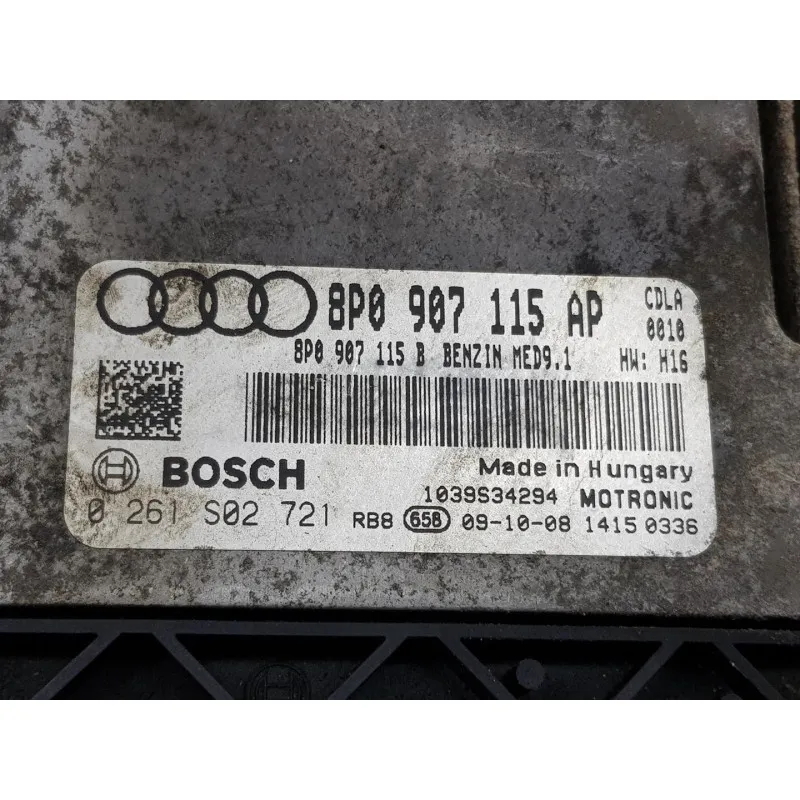 8P0 907 115 AP CDLA
0010
8P0 907 115 B BENZIN MED9.1 HW: H16
BOSCH Made in Hungary
1039S34294 MOTRONIC
0 261 S02 721 RB8 65B 09-10-08 1415 0336